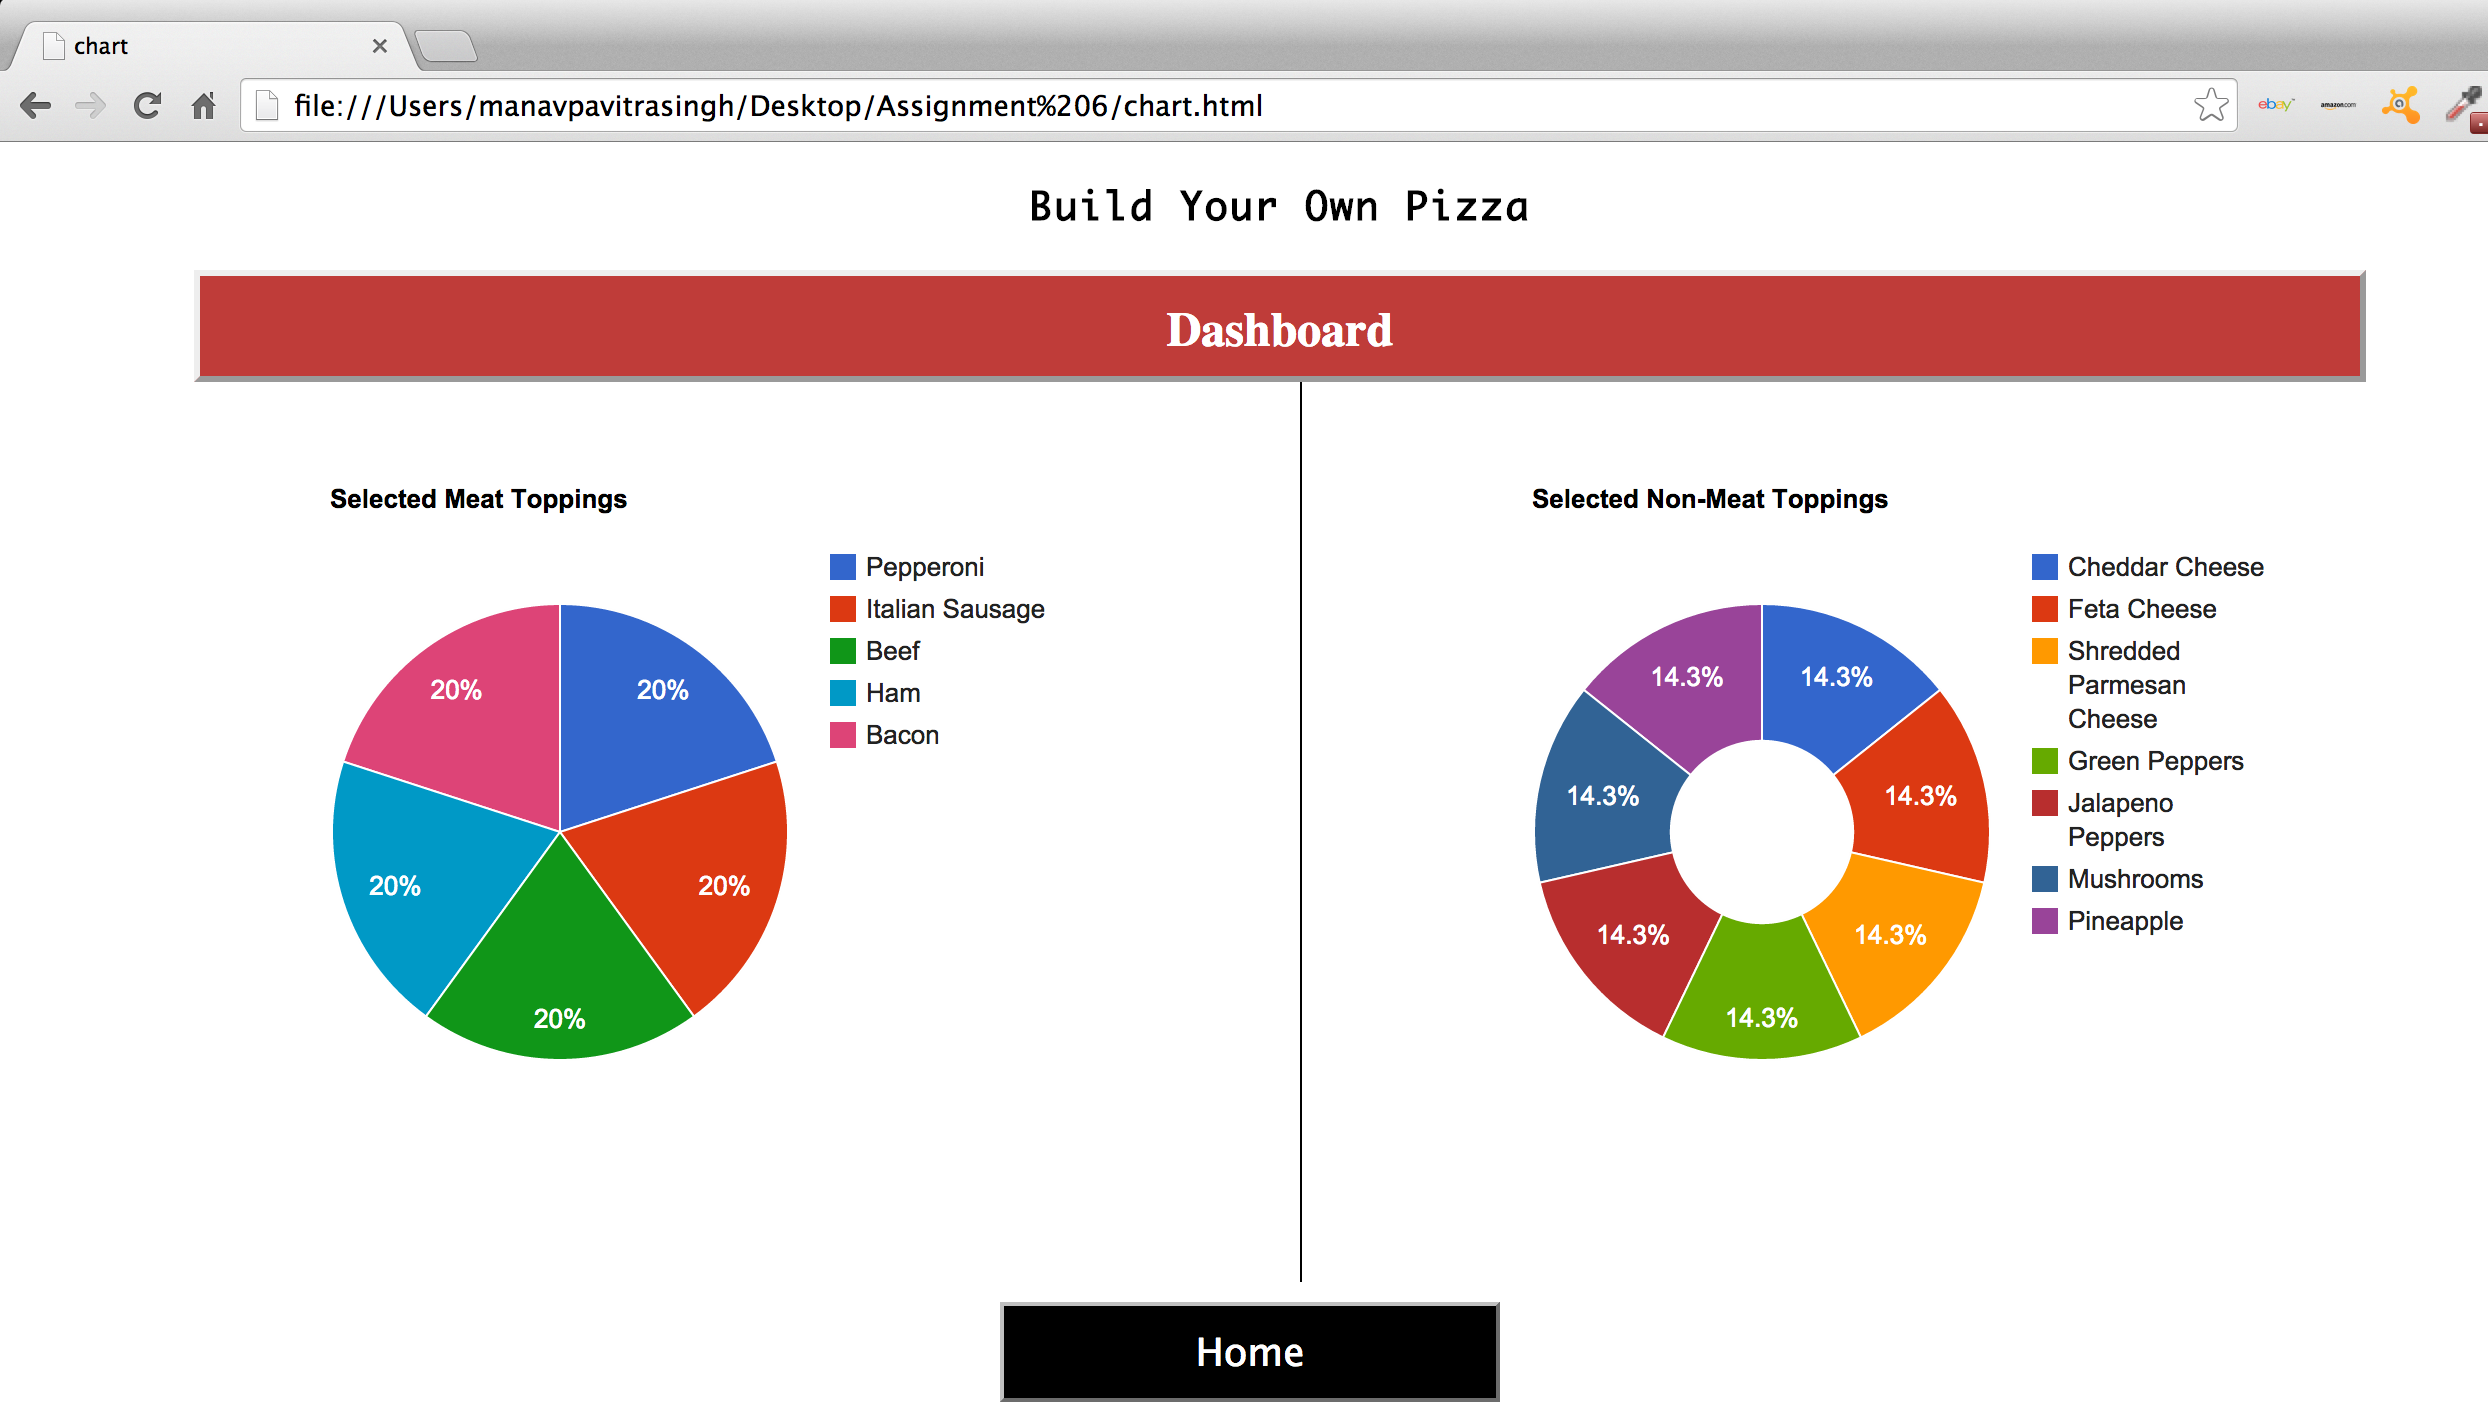 chart
file:///Users/manavpavitrasingh/Desktop/Assignment%206/chart.html
ebay
amazon.com
Build Your Own Pizza
Dashboard
Selected Meat Toppings
Pepperoni
Italian Sausage
Beef
Ham
Bacon
20%
20%
20%
20%
20%
Selected Non-Meat Toppings
Cheddar Cheese
Feta Cheese
Shredded
Parmesan
Cheese
Green Peppers
Jalapeno
Peppers
Mushrooms
Pineapple
14.3%
14.3%
14.3%
14.3%
14.3%
14.3%
14.3%
Home